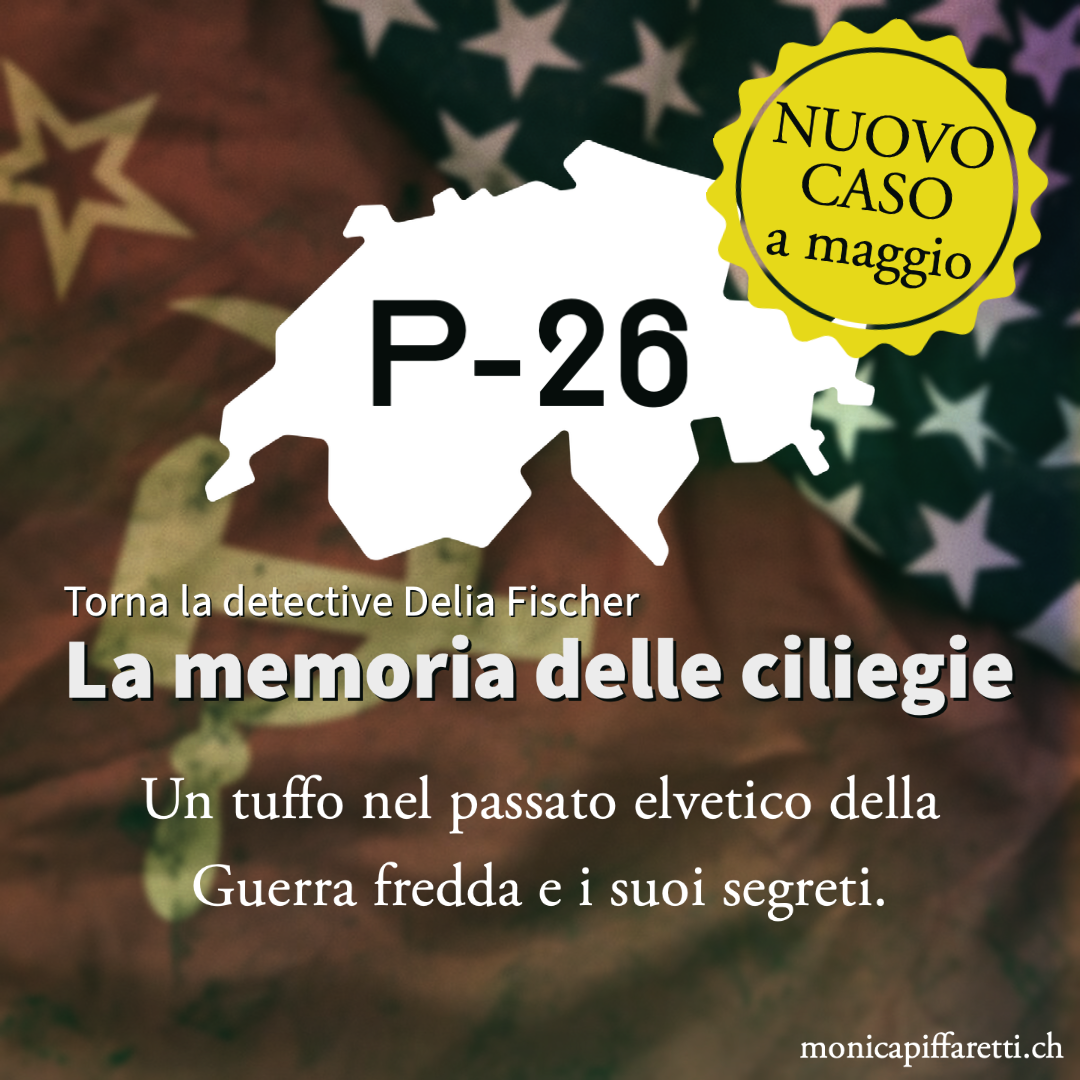 NUOVO
CASO
a maggio
P-26
Torna la detective Delia Fischer
La memoria delle ciliegie
Un tuffo nel passato elvetico della
Guerra fredda e i suoi segreti.
monicapiffaretti.ch